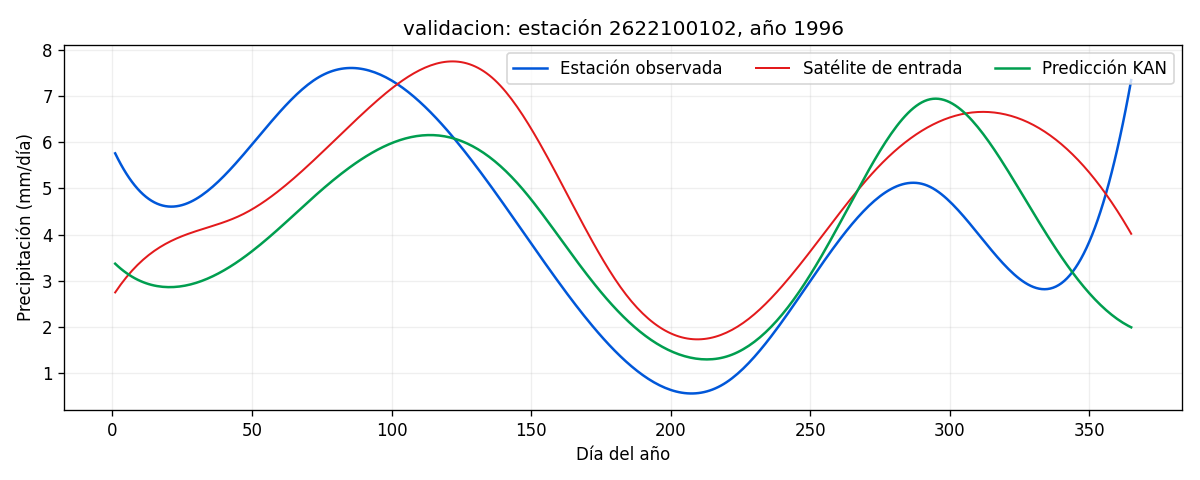 validacion: estación 2622100102, año 1996
Estación observada
Satélite de entrada
Predicción KAN
Precipitación (mm/día)
8
7
6
5
4
3
2
1
0 50 100 150 200 250 300 350
Día del año